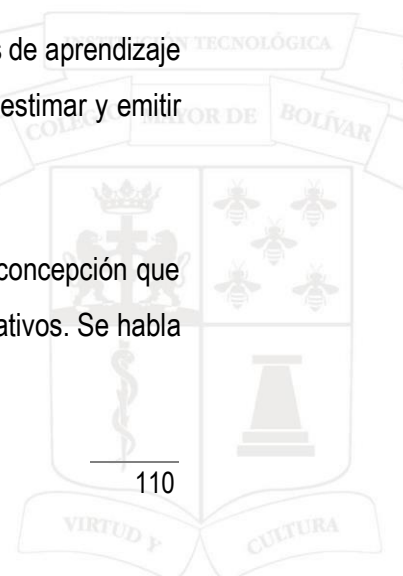 INSTITUCIÓN TECNOLÓGICA
s de aprendizaje
COLEGIO MAYOR DE BOLÍVAR
estimar y emitir
concepción que
ativos. Se habla
110
VIRTUD Y CULTURA